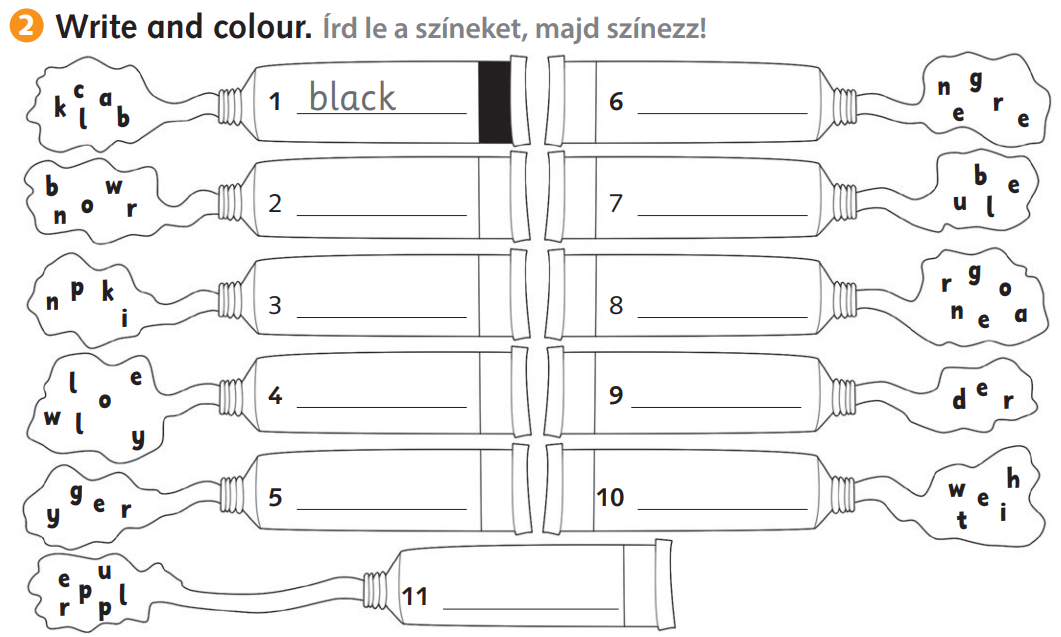 2 Write and colour. Írd le a színeket, majd színezz!
k c l a b
1 black
6
n g e r e
b n o w r
2
7
b e u l
n p k i
3
8
r g o n e a
l e o w l y
4
9
d e r
y g e r
5
10
w e h t i
e u p l r p
11